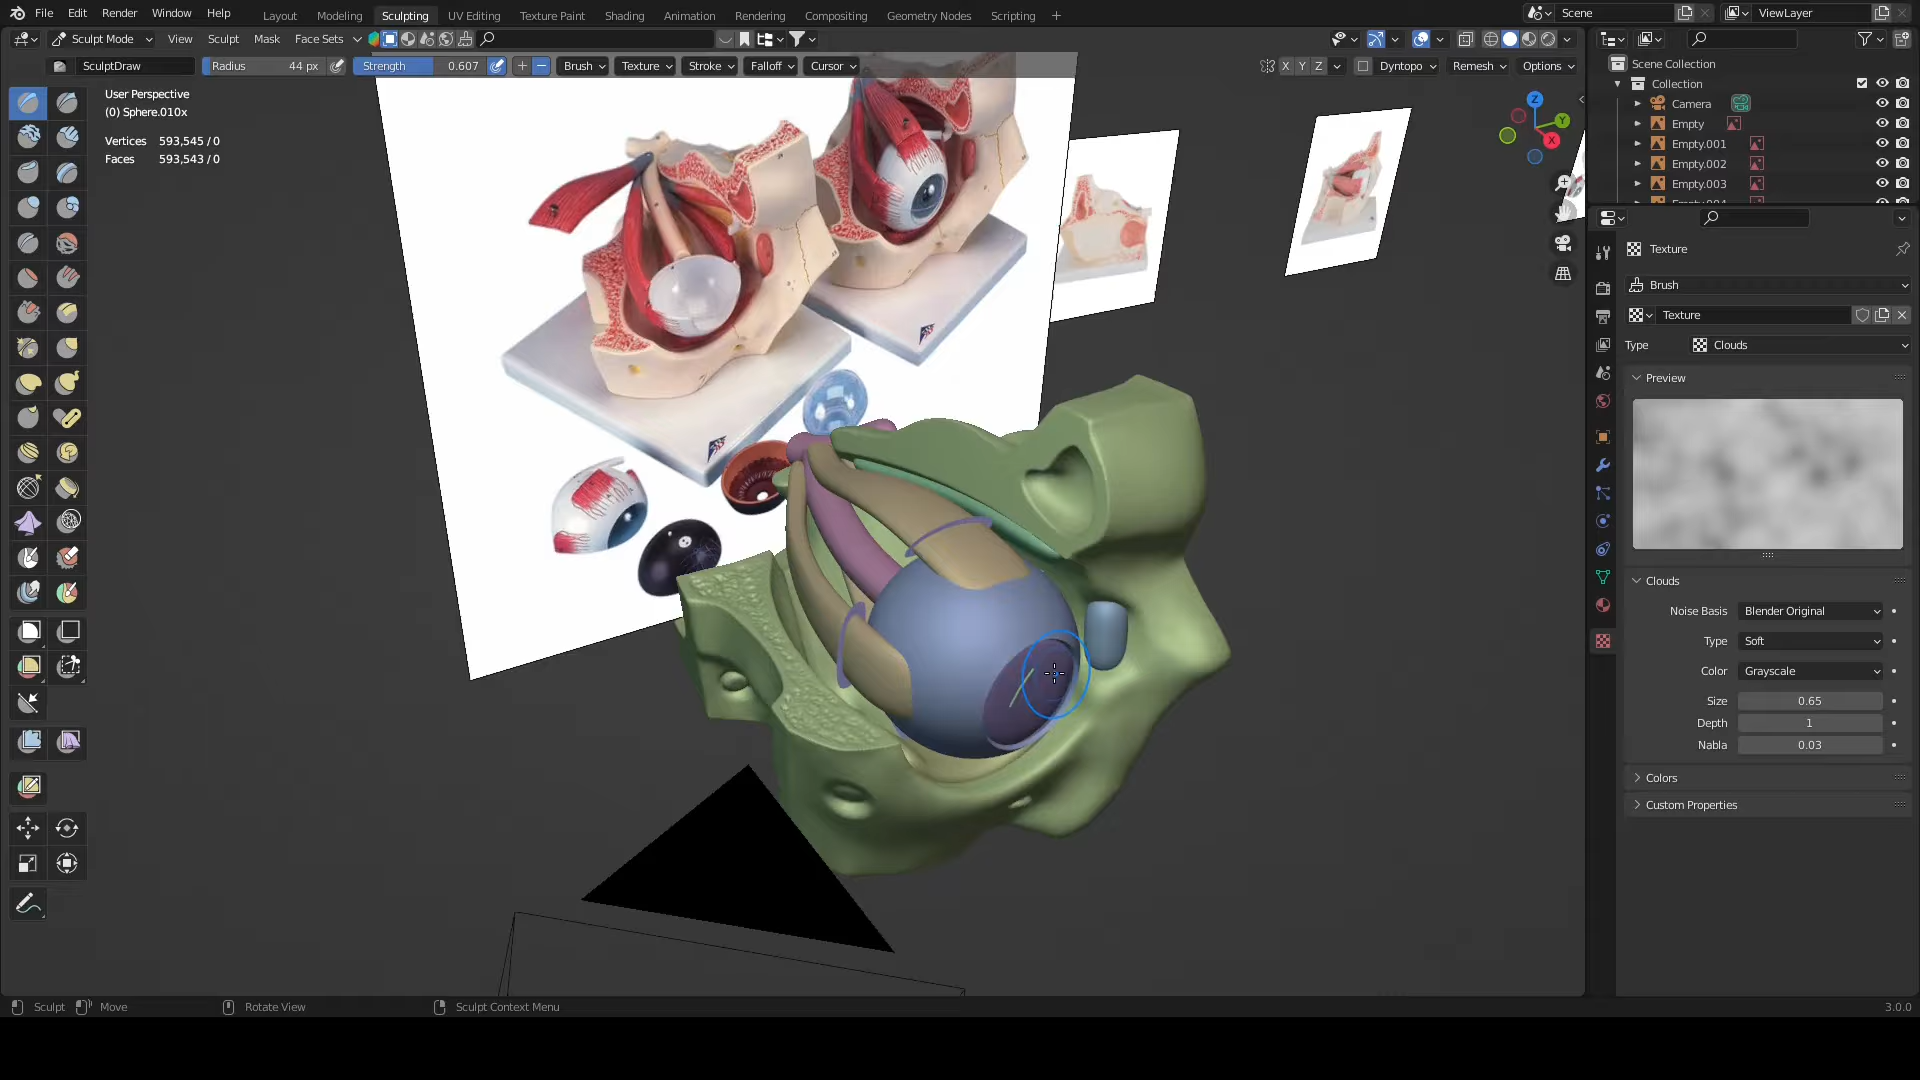 File Edit Render Window Help Layout Modeling Sculpting UV Editing Texture Paint Shading Animation Rendering Compositing Geometry Nodes Scripting + Scene ViewLayer
Sculpt Mode View Sculpt Mask Face Sets
SculptDraw Radius 44 px Strength 0.607 Brush Texture Stroke Falloff Cursor X Y Z Dyntopo Remesh Options
User Perspective
(0) Sphere.010x
Vertices 593,545 / 0
Faces 593,543 / 0
Z
Y
X
Scene Collection
Collection
Camera
Empty
Empty.001
Empty.002
Empty.003
Texture
Brush
Texture
Type Clouds
Preview
Clouds
Noise Basis Blender Original
Type Soft
Color Grayscale
Size 0.65
Depth 1
Nabla 0.03
Colors
Custom Properties
Sculpt Move Rotate View Sculpt Context Menu 3.0.0